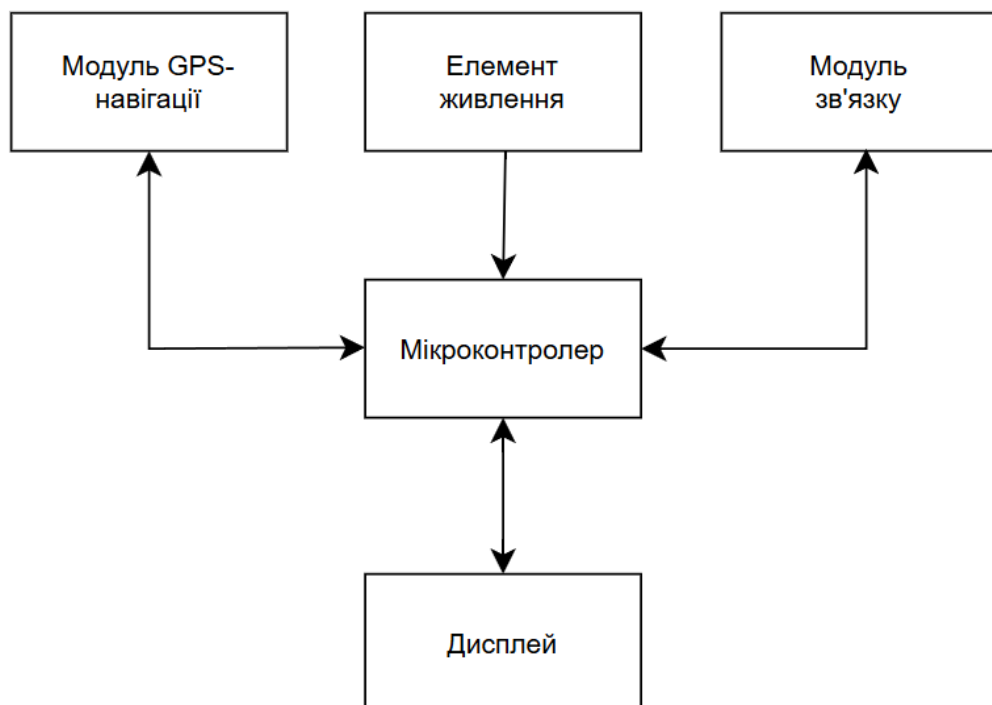 Модуль GPS-
навігації
Елемент
живлення
Модуль
зв'язку
Мікроконтролер
Дисплей